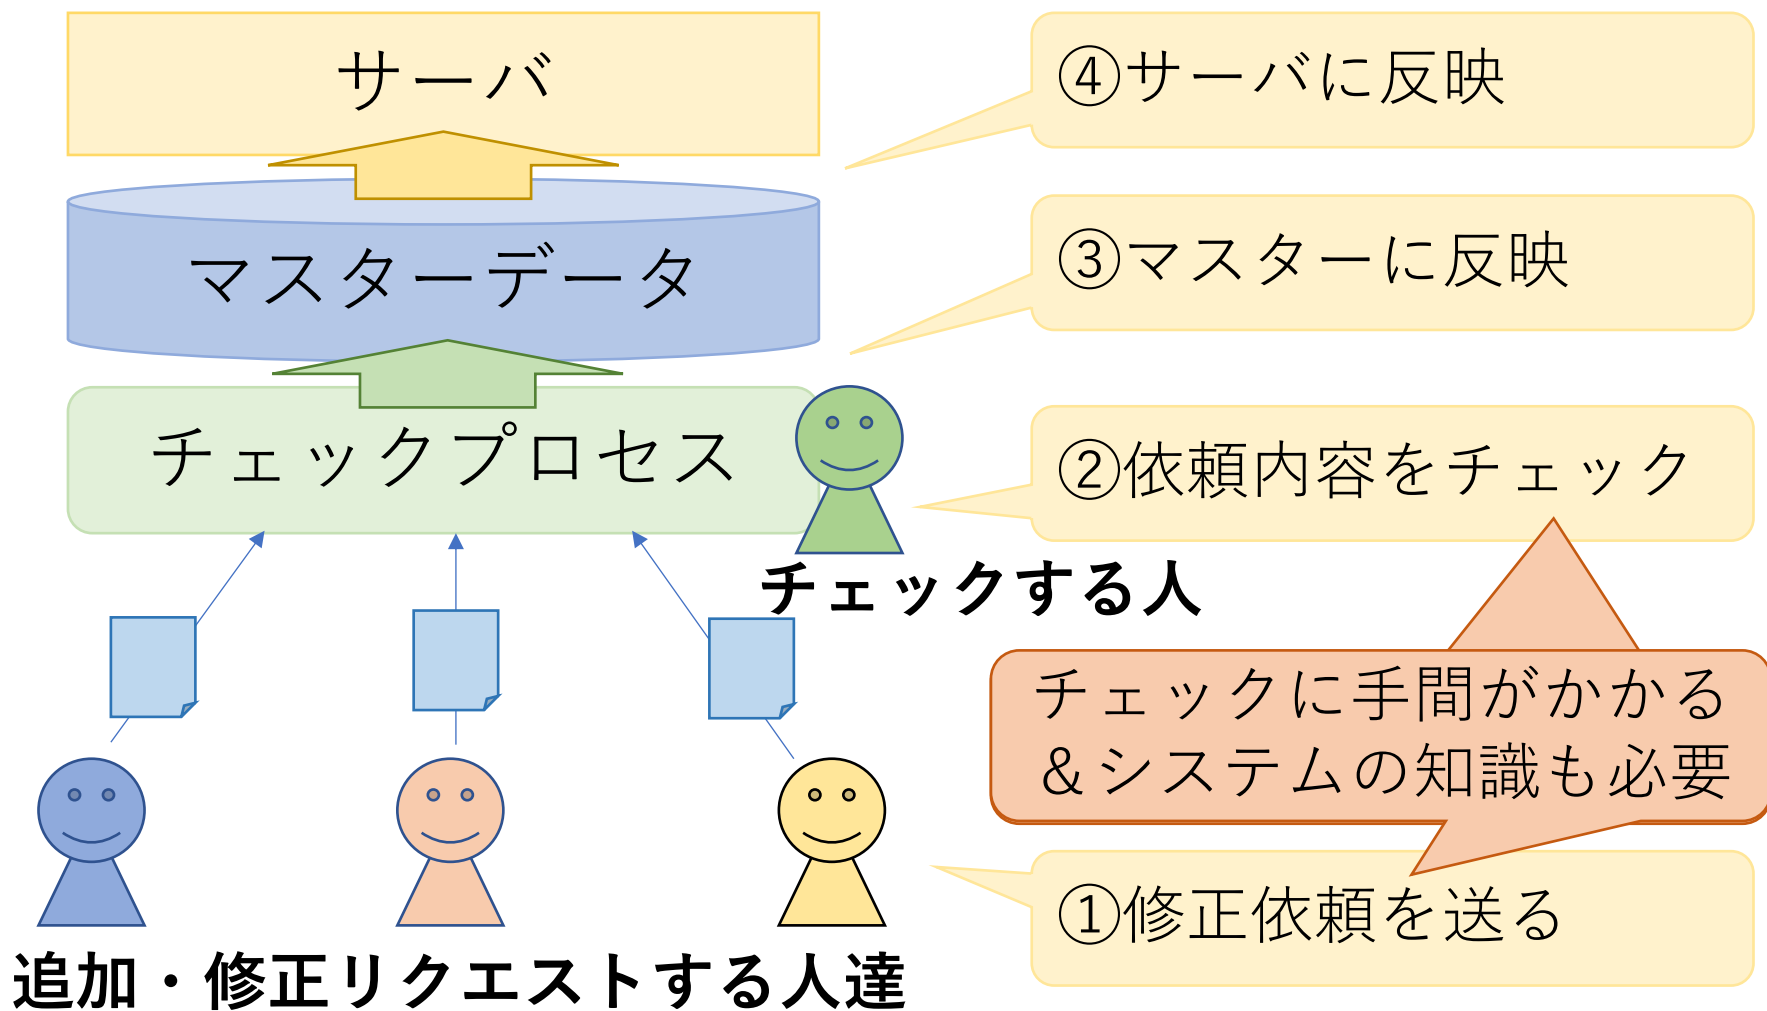 サーバ
④サーバに反映
マスターデータ
③マスターに反映
チェックプロセス
②依頼内容をチェック
チェックする人
チェックに手間がかかる
＆システムの知識も必要
①修正依頼を送る
追加・修正リクエストする人達